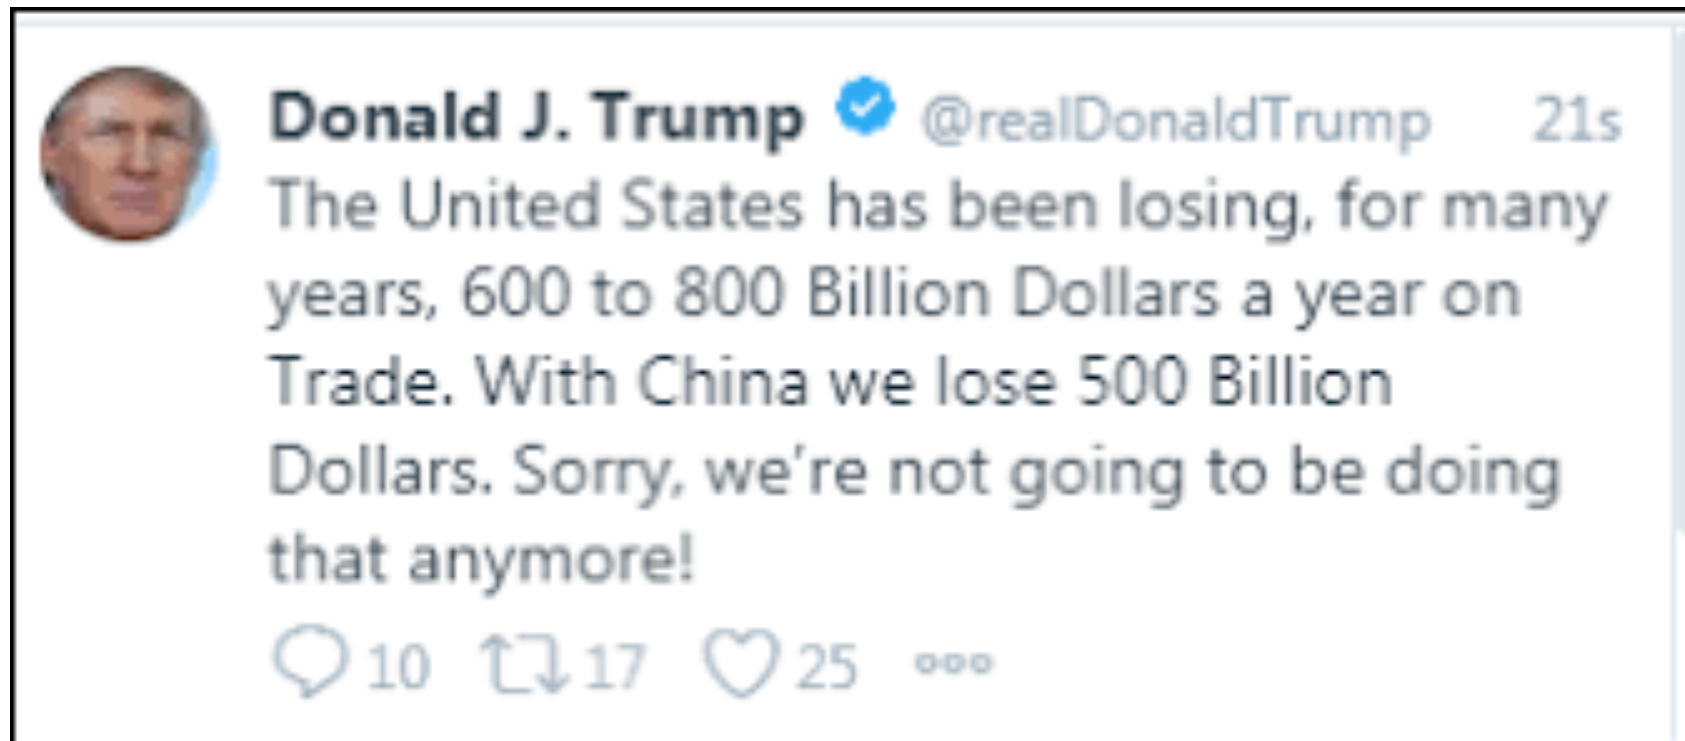 Donald J. Trump @realDonaldTrump 21s
The United States has been losing, for many
years, 600 to 800 Billion Dollars a year on
Trade. With China we lose 500 Billion
Dollars. Sorry, we're not going to be doing
that anymore!
10 17 25